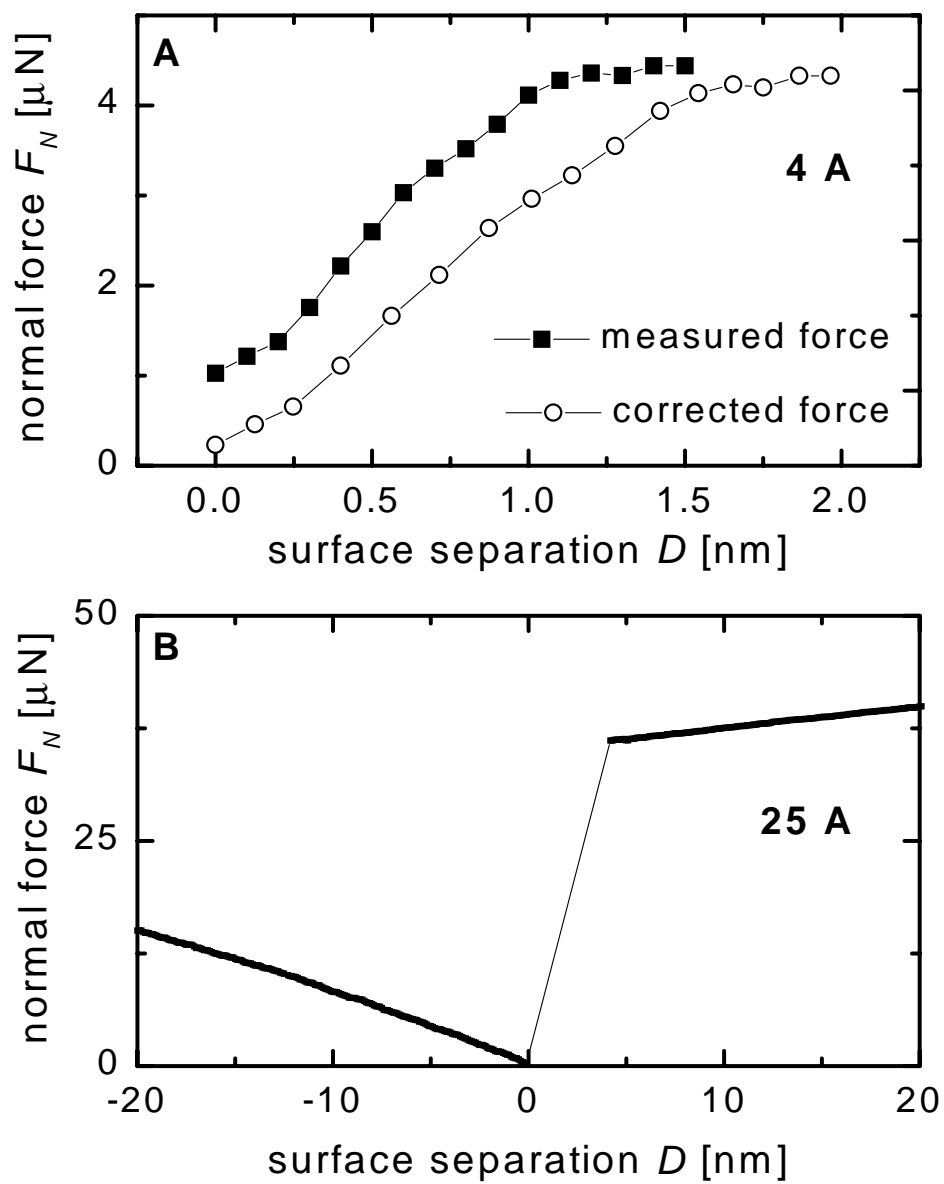 A
normal force F_N [μN]
4
2
0
4 A
measured force
corrected force
0.0 0.5 1.0 1.5 2.0
surface separation D [nm]
B
normal force F_N [μN]
50
25
0
25 A
-20 -10 0 10 20
surface separation D [nm]